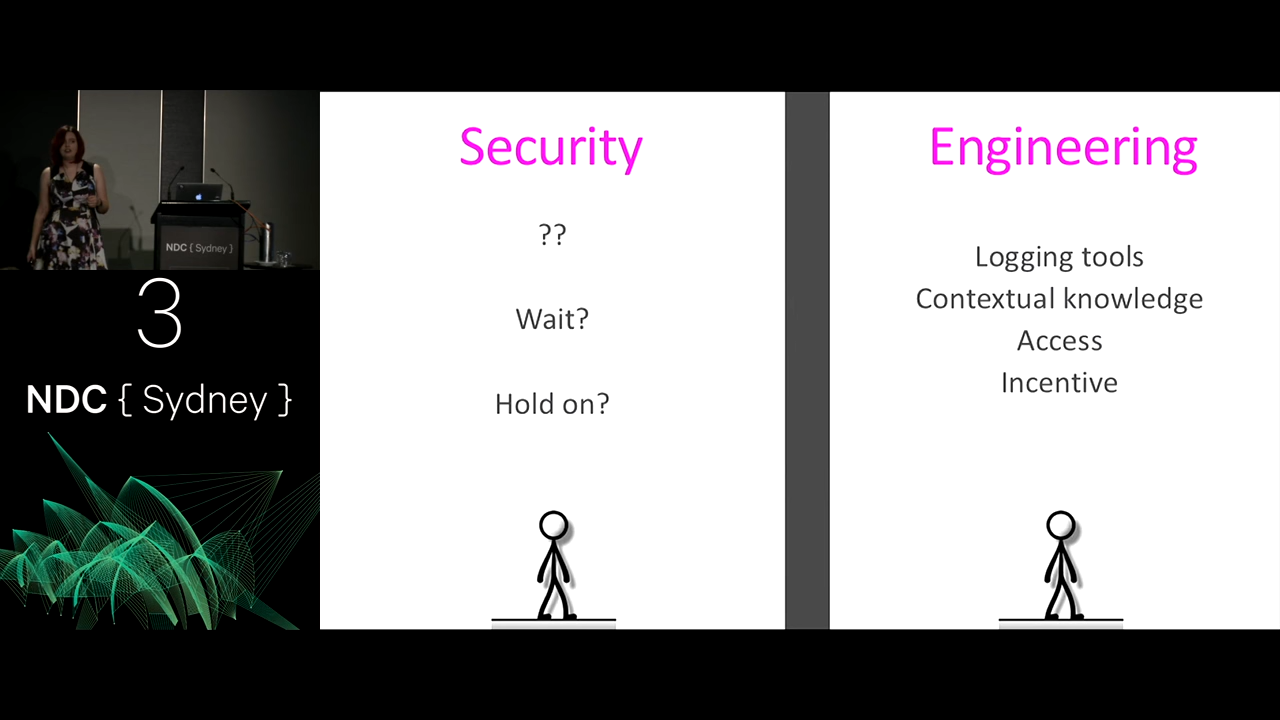 NDC { Sydney }
3
NDC { Sydney }
Security
??
Wait?
Hold on?
Engineering
Logging tools
Contextual knowledge
Access
Incentive